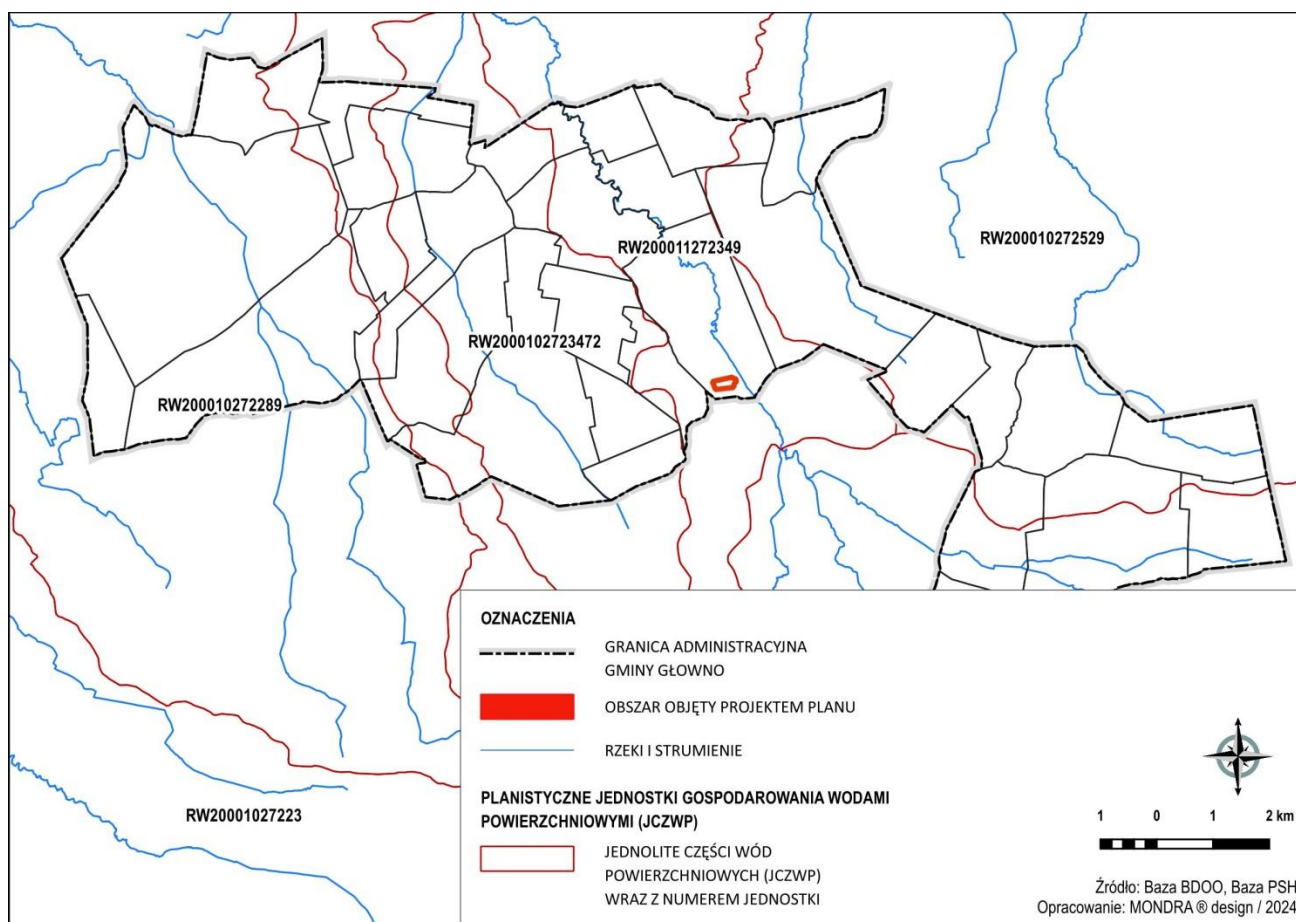 RW200011272349
RW200010272529
RW2000102723472
RW200010272289
RW20001027223
OZNACZENIA
GRANICA ADMINISTRACYJNA
GMINY GŁOWNO
OBSZAR OBJĘTY PROJEKTEM PLANU
RZEKI I STRUMIENIE
PLANISTYCZNE JEDNOSTKI GOSPODAROWANIA WODAMI
POWIERZCHNIOWYMI (JCZWP)
JEDNOLITE CZĘŚCI WÓD
POWIERZCHNIOWYCH (JCZWP)
WRAZ Z NUMEREM JEDNOSTKI
1 0 1 2 km
Źródło: Baza BDOO, Baza PSH
Opracowanie: MONDRA ® design / 2024